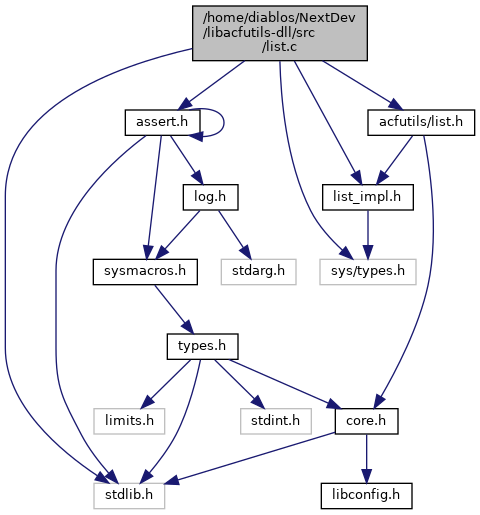 /home/diablos/NextDev
/libacfutils-dll/src
/list.c
assert.h
acfutils/list.h
log.h
list_impl.h
sysmacros.h
stdarg.h
sys/types.h
types.h
limits.h
stdint.h
core.h
stdlib.h
libconfig.h